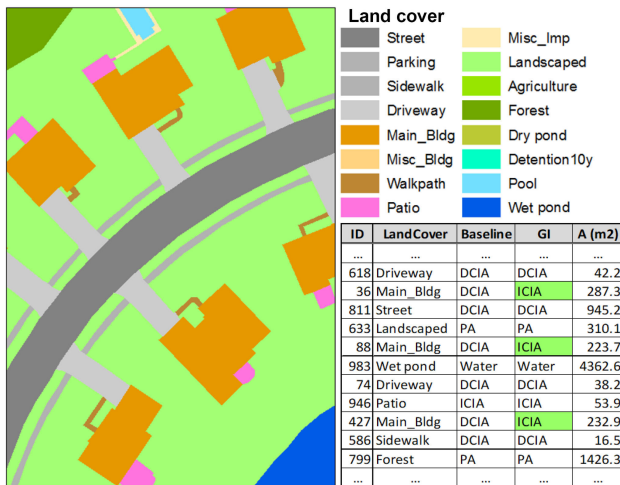 Land cover
Street Misc_Imp
Parking Landscaped
Sidewalk Agriculture
Driveway Forest
Main_Bldg Dry pond
Misc_Bldg Detention10y
Walkpath Pool
Patio Wet pond
ID LandCover Baseline GI A (m2)
... ... ... ... ...
618 Driveway DCIA DCIA 42.2
36 Main_Bldg DCIA ICIA 287.3
811 Street DCIA DCIA 945.2
633 Landscaped PA PA 310.1
88 Main_Bldg DCIA ICIA 223.7
983 Wet pond Water Water 4362.6
74 Driveway DCIA DCIA 38.2
946 Patio ICIA ICIA 53.9
427 Main_Bldg DCIA ICIA 232.9
586 Sidewalk DCIA DCIA 16.5
799 Forest PA PA 1426.3
... ... ... ... ...